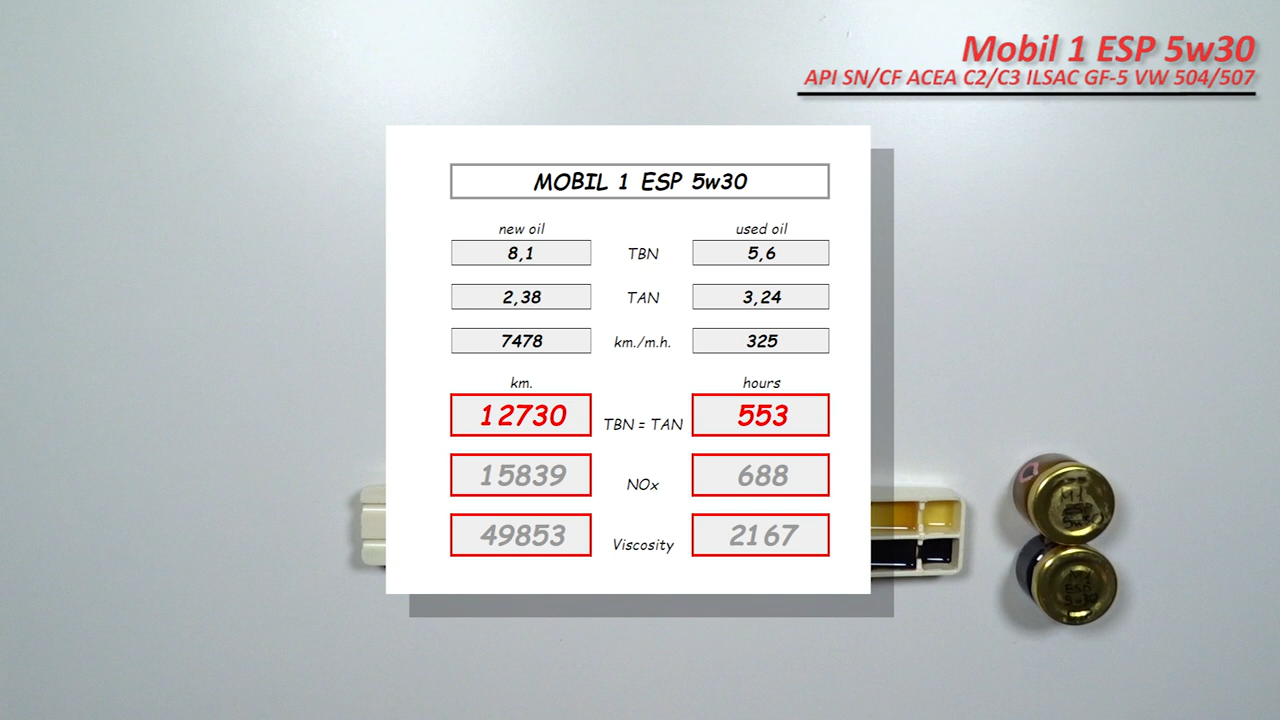 Mobil 1 ESP 5w30
API SN/CF ACEA C2/C3 ILSAC GF-5 VW 504/507
MOBIL 1 ESP 5w30
new oil used oil
8,1 TBN 5,6
2,38 TAN 3,24
7478 km./m.h. 325
km. hours
12730 TBN = TAN 553
15839 NOx 688
49853 Viscosity 2167